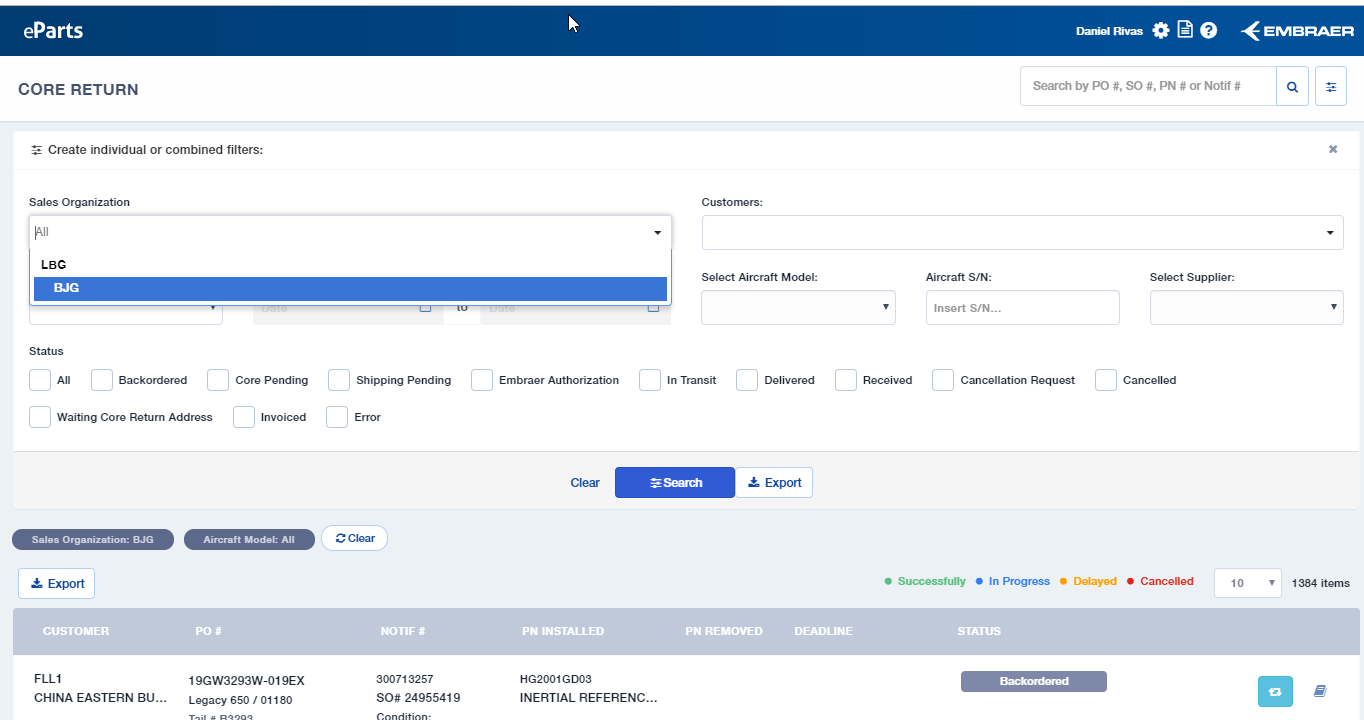 eParts
Daniel Rivas
EMBRAER
CORE RETURN
Search by PO #, SO #, PN # or Notif #
Create individual or combined filters:
Sales Organization
Customers:
All
LBG
BJG
Select Aircraft Model:
Aircraft S/N:
Select Supplier:
Date
to
Date
Insert S/N...
Status
All
Backordered
Core Pending
Shipping Pending
Embraer Authorization
In Transit
Delivered
Received
Cancellation Request
Cancelled
Waiting Core Return Address
Invoiced
Error
Clear
Search
Export
Sales Organization: BJG
Aircraft Model: All
Clear
Export
Successfully
In Progress
Delayed
Cancelled
10
1384 items
CUSTOMER
PO #
NOTIF #
PN INSTALLED
PN REMOVED
DEADLINE
STATUS
FLL1
CHINA EASTERN BU...
19GW3293W-019EX
Legacy 650 / 01180
Tail # B3293
300713257
SO# 24955419
Condition:
HG2001GD03
INERTIAL REFERENC...
Backordered